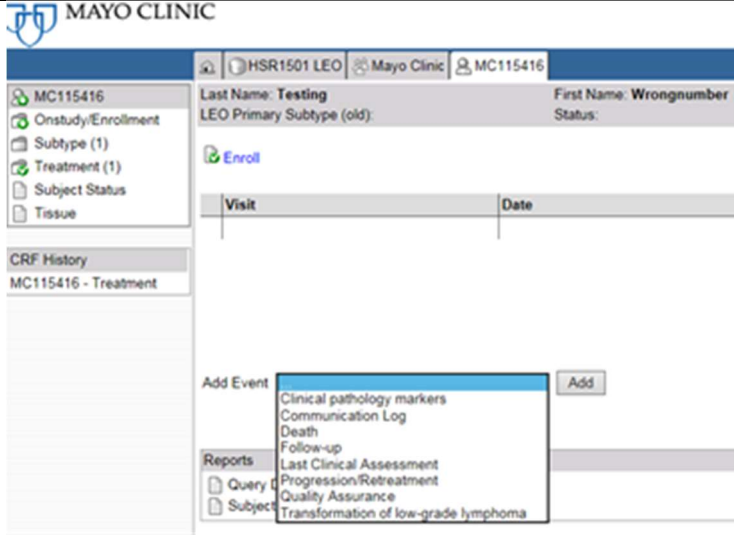 MAYO CLINIC
HSR1501 LEO Mayo Clinic MC115416
MC115416
Onstudy/Enrollment
Subtype (1)
Treatment (1)
Subject Status
Tissue
CRF History
MC115416 - Treatment
Last Name: Testing First Name: Wrongnumber
LEO Primary Subtype (old): Status:
Enroll
Visit Date
Add Event Add
Clinical pathology markers
Communication Log
Death
Follow-up
Last Clinical Assessment
Progression/Retreatment
Quality Assurance
Transformation of low-grade lymphoma
Reports
Query D
Subject